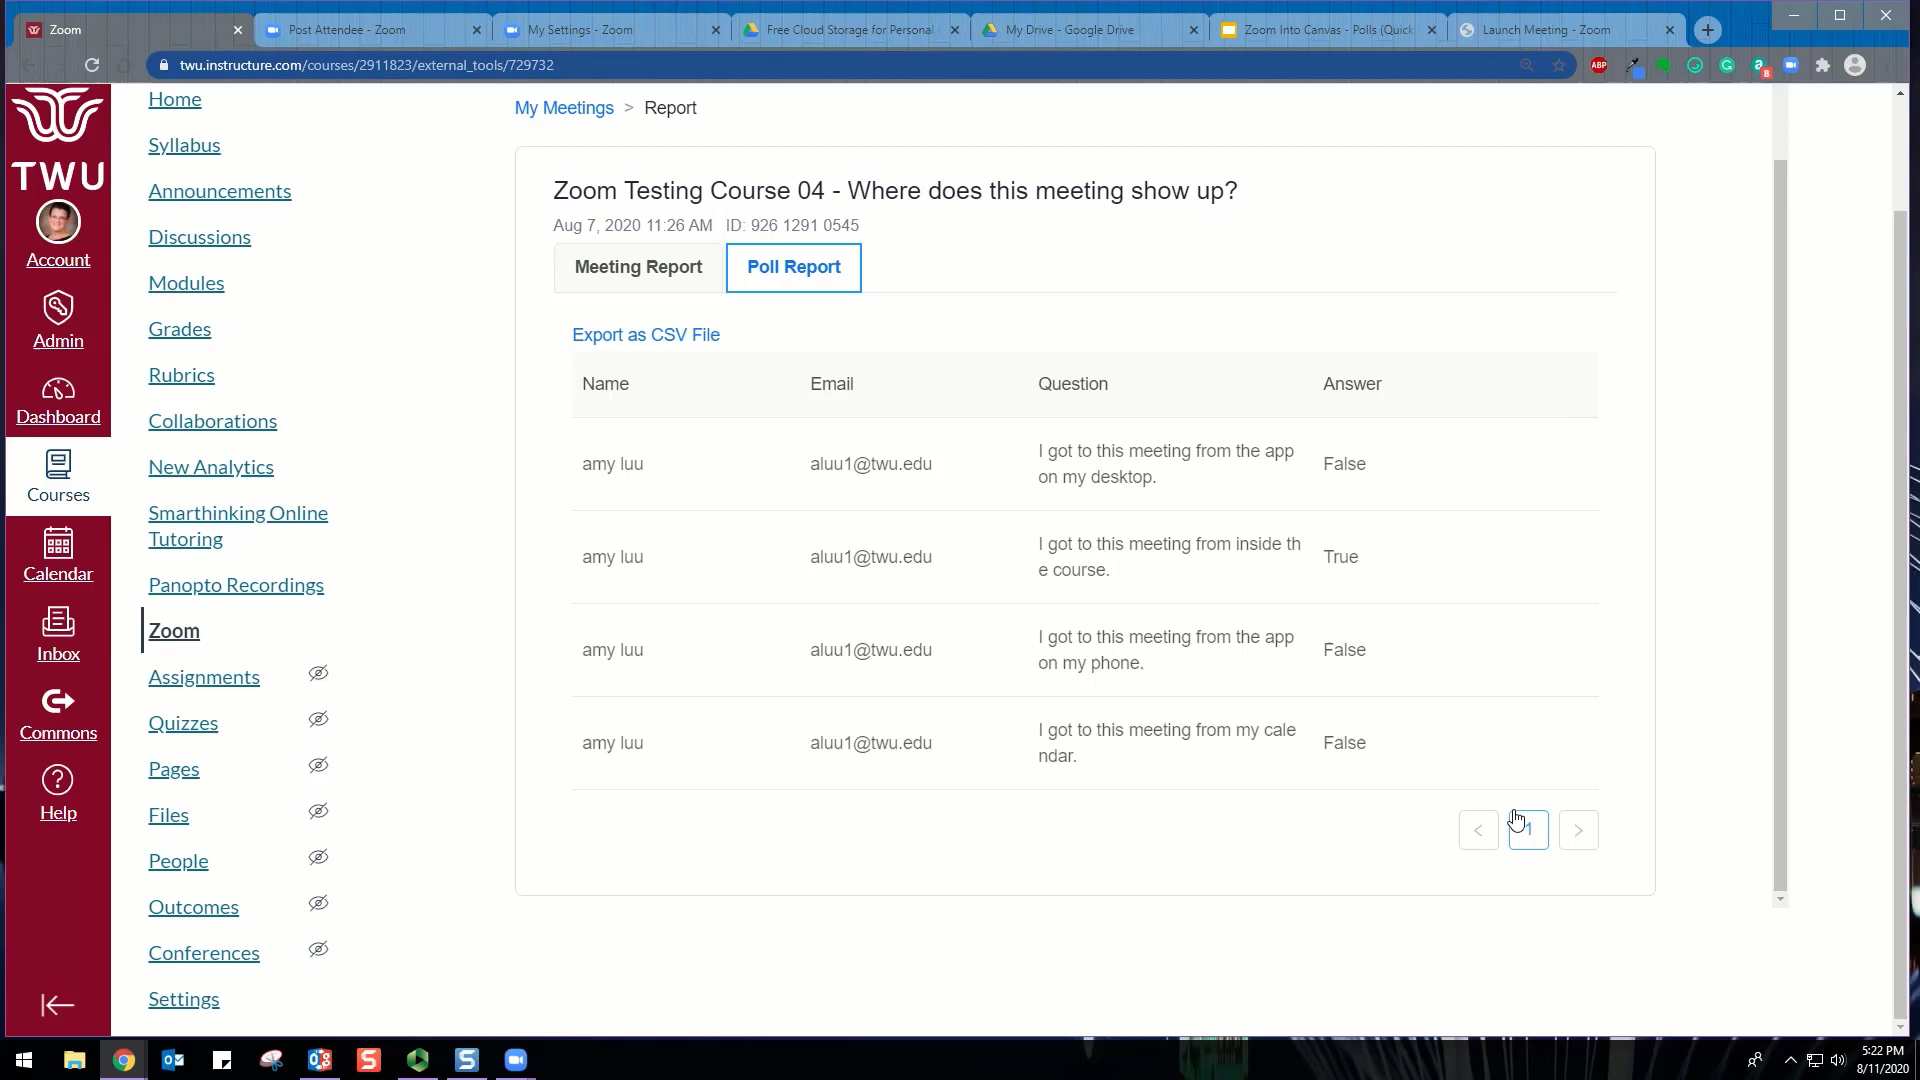 Zoom
Post Attendee - Zoom
My Settings - Zoom
Free Cloud Storage for Personal
My Drive - Google Drive
Zoom Into Canvas - Polls (Quick
Launch Meeting - Zoom
twu.instructure.com/courses/2911823/external_tools/729732
ABP
8
TWU
Account
Admin
Dashboard
Courses
Calendar
Inbox
Commons
Help
Home
Syllabus
Announcements
Discussions
Modules
Grades
Rubrics
Collaborations
New Analytics
Smarthinking Online
Tutoring
Panopto Recordings
Zoom
Assignments
Quizzes
Pages
Files
People
Outcomes
Conferences
Settings
My Meetings > Report
Zoom Testing Course 04 - Where does this meeting show up?
Aug 7, 2020 11:26 AM ID: 926 1291 0545
Meeting Report Poll Report
Export as CSV File
Name Email Question Answer
amy luu aluu1@twu.edu I got to this meeting from the app
on my desktop. False
amy luu aluu1@twu.edu I got to this meeting from inside th
e course. True
amy luu aluu1@twu.edu I got to this meeting from the app
on my phone. False
amy luu aluu1@twu.edu I got to this meeting from my cale
ndar. False
< 1 >
5:22 PM
8/11/2020